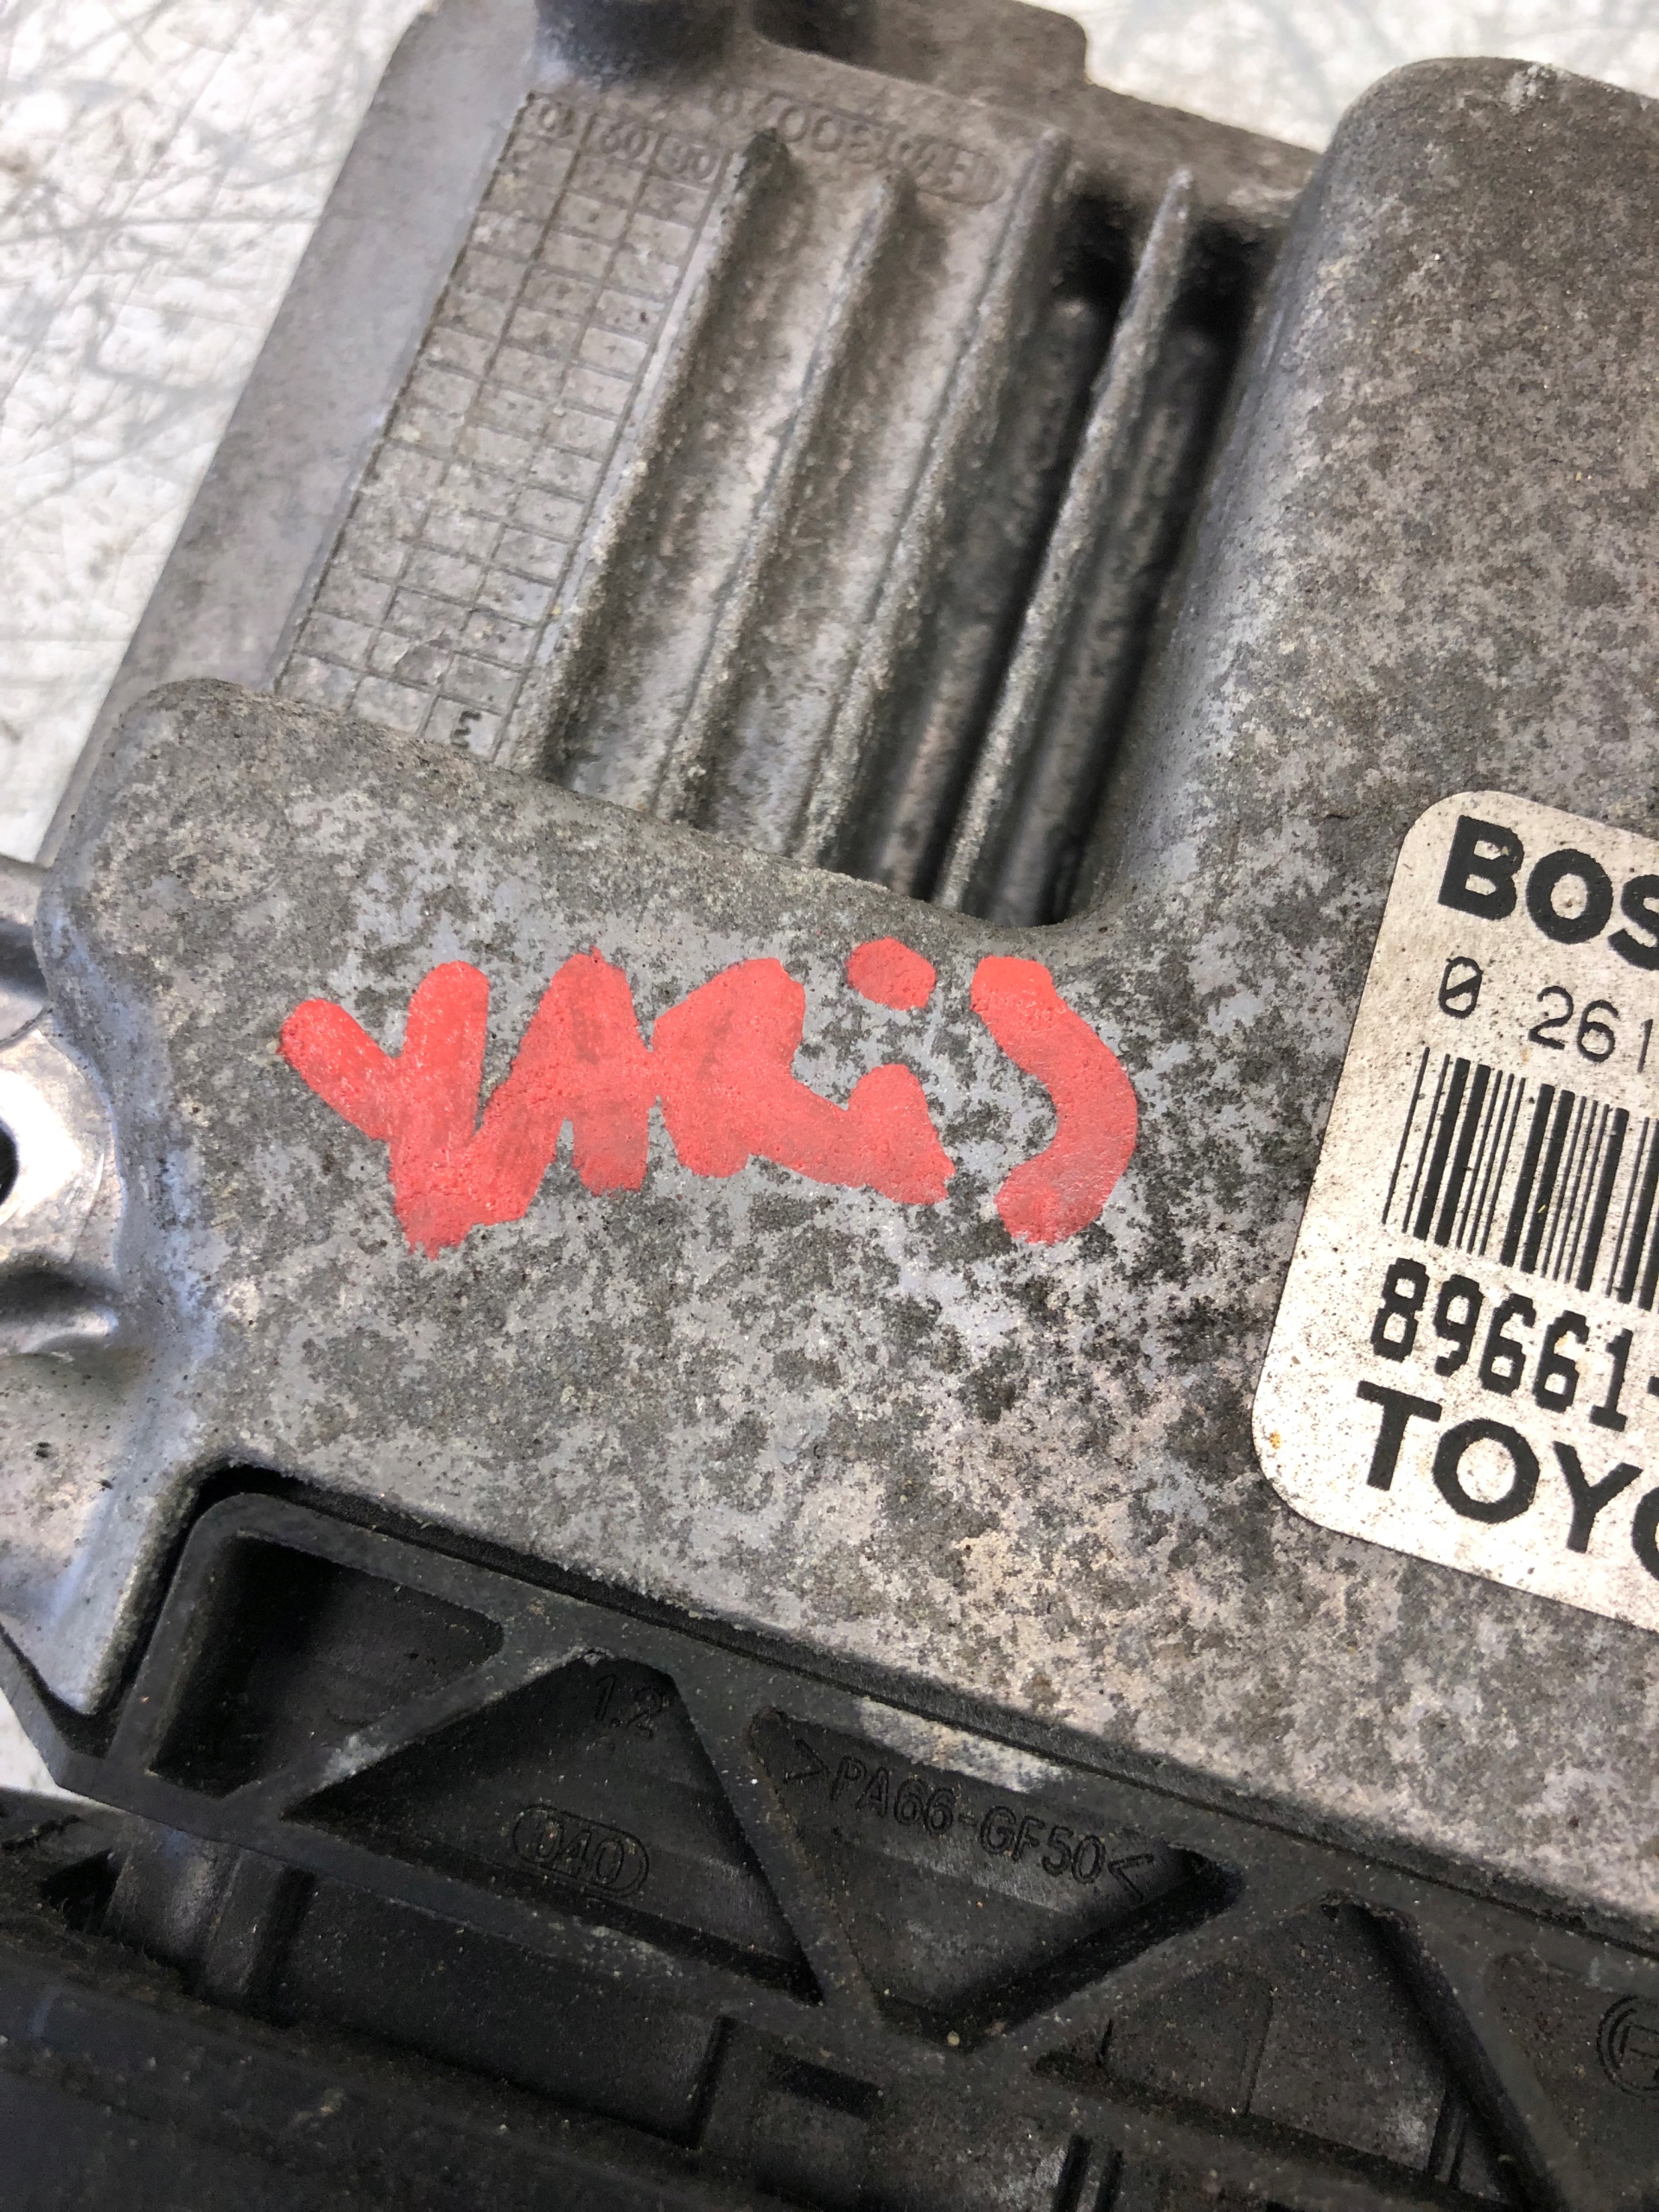 YARiS
BOS
0 261
89661-
TOYO
1.2
040
>PA66-GF50<